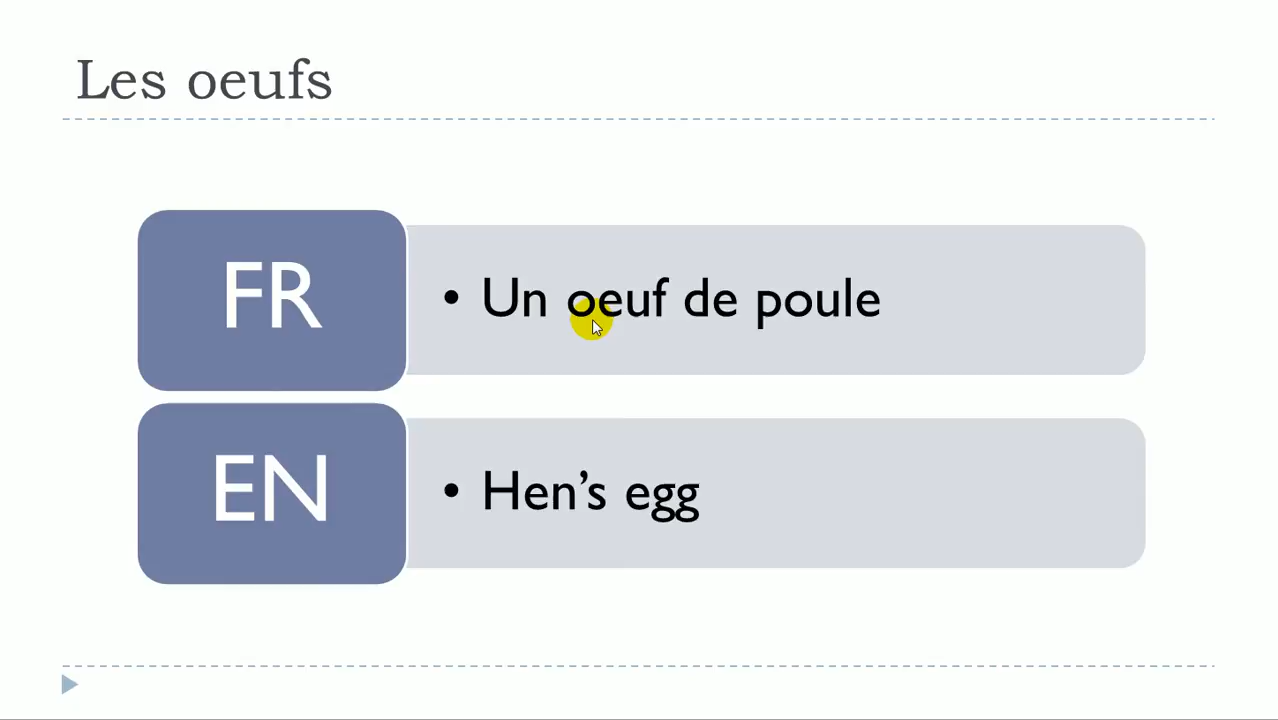 Les oeufs
FR
• Un oeuf de poule
EN
• Hen’s egg